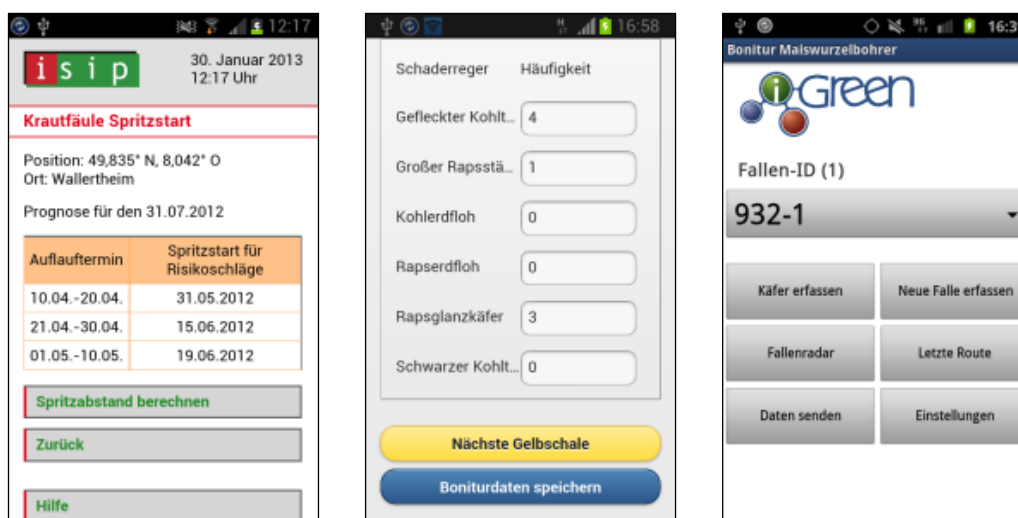 12:17
isip
30. Januar 2013
12:17 Uhr
Krautfäule Spritzstart
Position: 49,835° N, 8,042° O
Ort: Wallertheim
Prognose für den 31.07.2012
Auflauftermin
Spritzstart für
Risikoschläge
10.04.-20.04. 31.05.2012
21.04.-30.04. 15.06.2012
01.05.-10.05. 19.06.2012
Spritzabstand berechnen
Zurück
Hilfe
H 16:58
Schaderreger Häufigkeit
Gefleckter Kohlt... 4
Großer Rapsstä... 1
Kohlerdfloh 0
Rapserdfloh 0
Rapsglanzkäfer 3
Schwarzer Kohlt... 0
Nächste Gelbschale
Boniturdaten speichern
16:3
Bonitur Maiswurzelbohrer
iGreen
Fallen-ID (1)
932-1
Käfer erfassen Neue Falle erfassen
Fallenradar Letzte Route
Daten senden Einstellungen